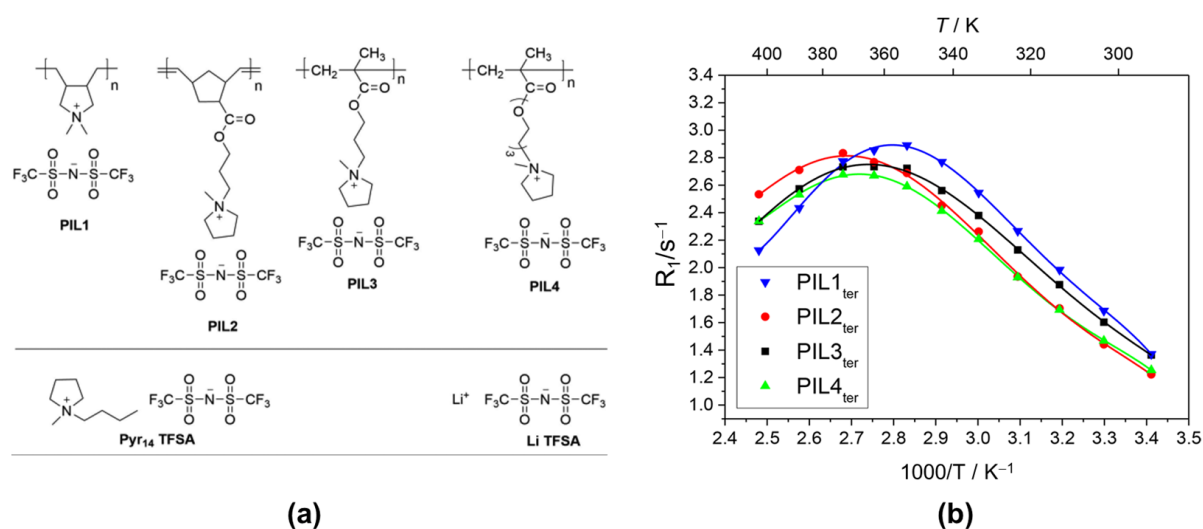 n
N
+
F₃C S N S CF₃
O O
O O
−
PIL1
n
O
O
N
+
F₃C S N S CF₃
O O
O O
−
PIL2
CH₃
CH₂
n
O
O
N
+
F₃C S N S CF₃
O O
O O
−
PIL3
CH₃
CH₂
n
O
O
3
N
+
F₃C S N S CF₃
O O
O O
−
PIL4
N
+
F₃C S N S CF₃
O O
O O
−
Pyr₁₄ TFSA
Li⁺
F₃C S N S CF₃
O O
O O
−
Li TFSA
(a)
T / K
400 380 360 340 320 300
R₁/s⁻¹
3.4
3.2
3.0
2.8
2.6
2.4
2.2
2.0
1.8
1.6
1.4
1.2
1.0
PIL1ter
PIL2ter
PIL3ter
PIL4ter
2.4 2.5 2.6 2.7 2.8 2.9 3.0 3.1 3.2 3.3 3.4 3.5
1000/T / K⁻¹
(b)